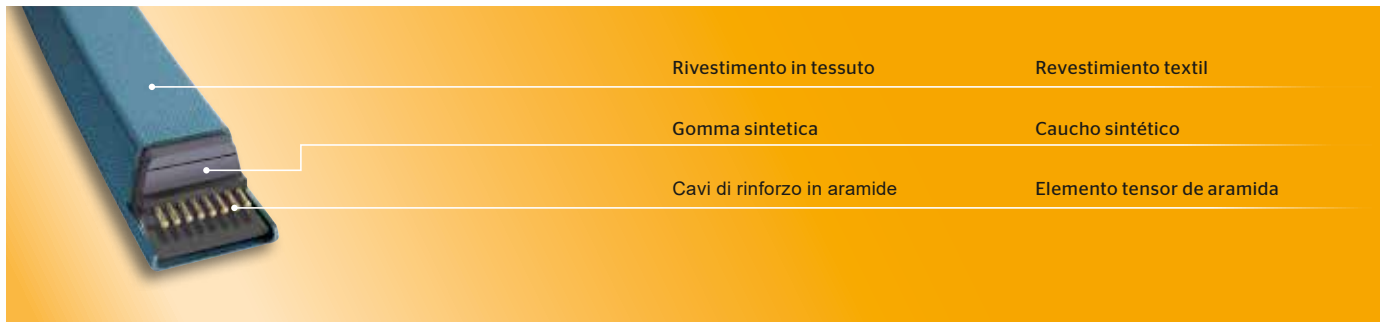 Rivestimento in tessuto Revestimiento textil
Gomma sintetica Caucho sintético
Cavi di rinforzo in aramide Elemento tensor de aramida